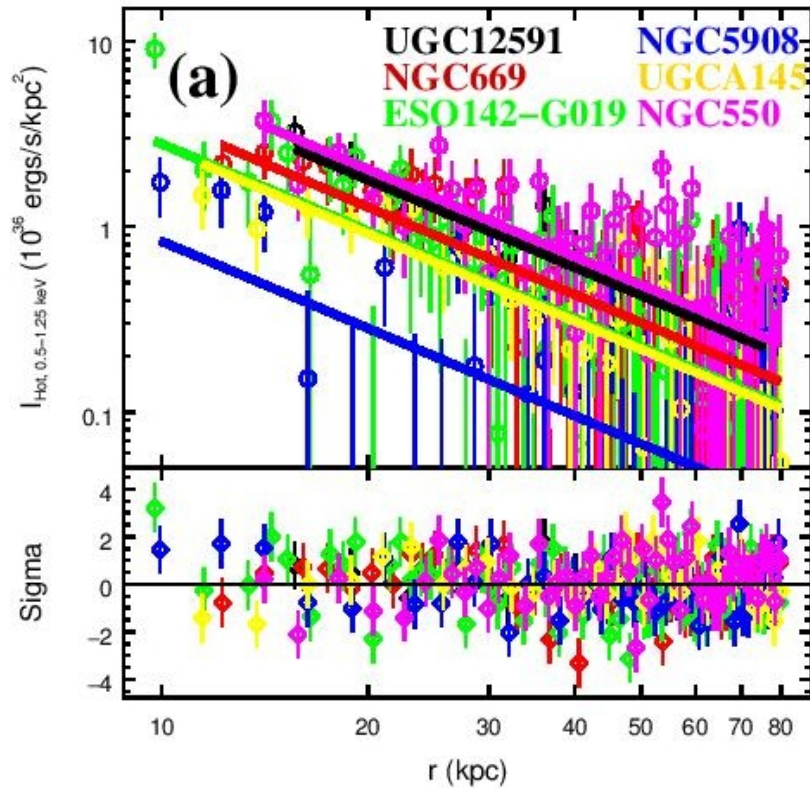 (a)
UGC12591 NGC5908
NGC669 UGCA145
ESO142-G019 NGC550
I_Hot, 0.5-1.25 keV (10^36 ergs/s/kpc^2)
10
1
0.1
Sigma
4
2
0
-2
-4
10 20 30 40 50 60 70 80
r (kpc)